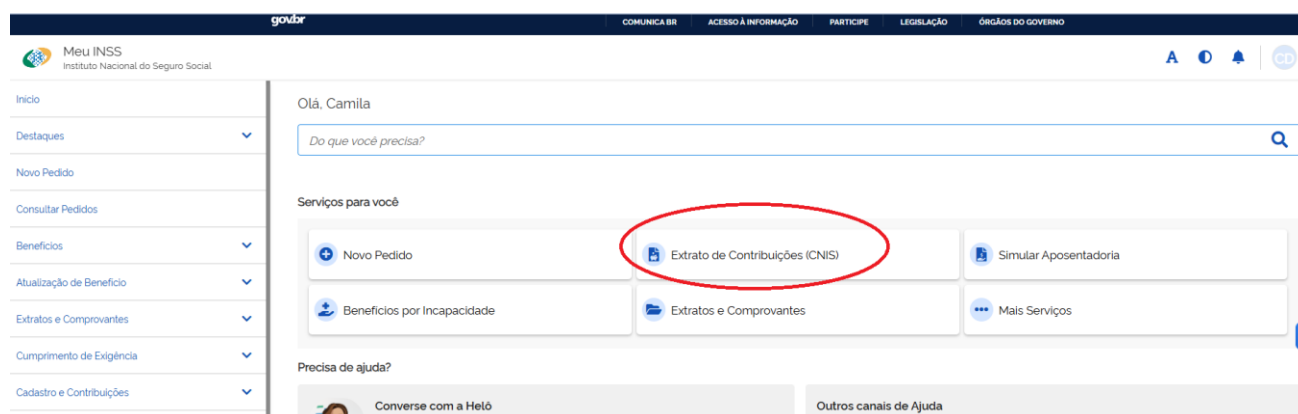 gov.br
COMUNICA BR ACESSO À INFORMAÇÃO PARTICIPE LEGISLAÇÃO ÓRGÃOS DO GOVERNO
Meu INSS
Instituto Nacional do Seguro Social
A
CD
Início
Destaques
Novo Pedido
Consultar Pedidos
Benefícios
Atualização de Benefício
Extratos e Comprovantes
Cumprimento de Exigência
Cadastro e Contribuições
Olá, Camila
Do que você precisa?
Serviços para você
Novo Pedido
Extrato de Contribuições (CNIS)
Simular Aposentadoria
Benefícios por Incapacidade
Extratos e Comprovantes
Mais Serviços
Precisa de ajuda?
Converse com a Helô
Outros canais de Ajuda